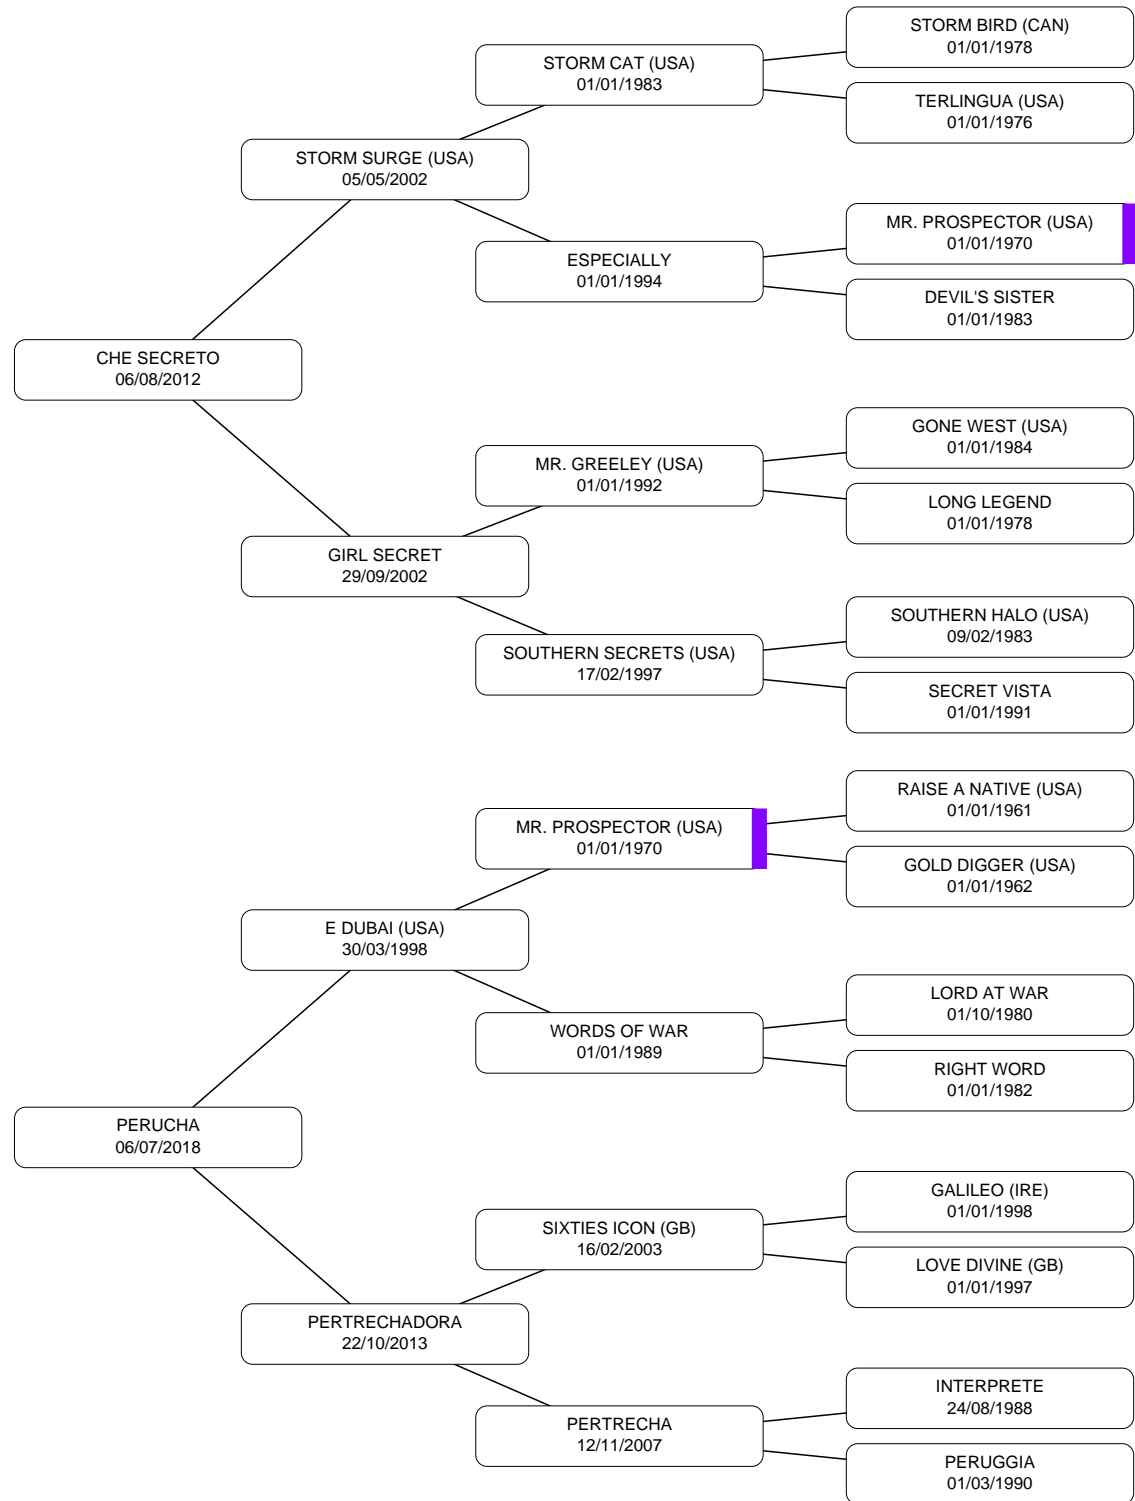 STORM BIRD (CAN)
01/01/1978
STORM CAT (USA)
01/01/1983
TERLINGUA (USA)
01/01/1976
STORM SURGE (USA)
05/05/2002
MR. PROSPECTOR (USA)
01/01/1970
ESPECIALLY
01/01/1994
DEVIL'S SISTER
01/01/1983
CHE SECRETO
06/08/2012
GONE WEST (USA)
01/01/1984
MR. GREELEY (USA)
01/01/1992
LONG LEGEND
01/01/1978
GIRL SECRET
29/09/2002
SOUTHERN HALO (USA)
09/02/1983
SOUTHERN SECRETS (USA)
17/02/1997
SECRET VISTA
01/01/1991
RAISE A NATIVE (USA)
01/01/1961
MR. PROSPECTOR (USA)
01/01/1970
GOLD DIGGER (USA)
01/01/1962
E DUBAI (USA)
30/03/1998
LORD AT WAR
01/10/1980
WORDS OF WAR
01/01/1989
RIGHT WORD
01/01/1982
PERUCHA
06/07/2018
GALILEO (IRE)
01/01/1998
SIXTIES ICON (GB)
16/02/2003
LOVE DIVINE (GB)
01/01/1997
PERTRECHADORA
22/10/2013
INTERPRETE
24/08/1988
PERTRECHA
12/11/2007
PERUGGIA
01/03/1990